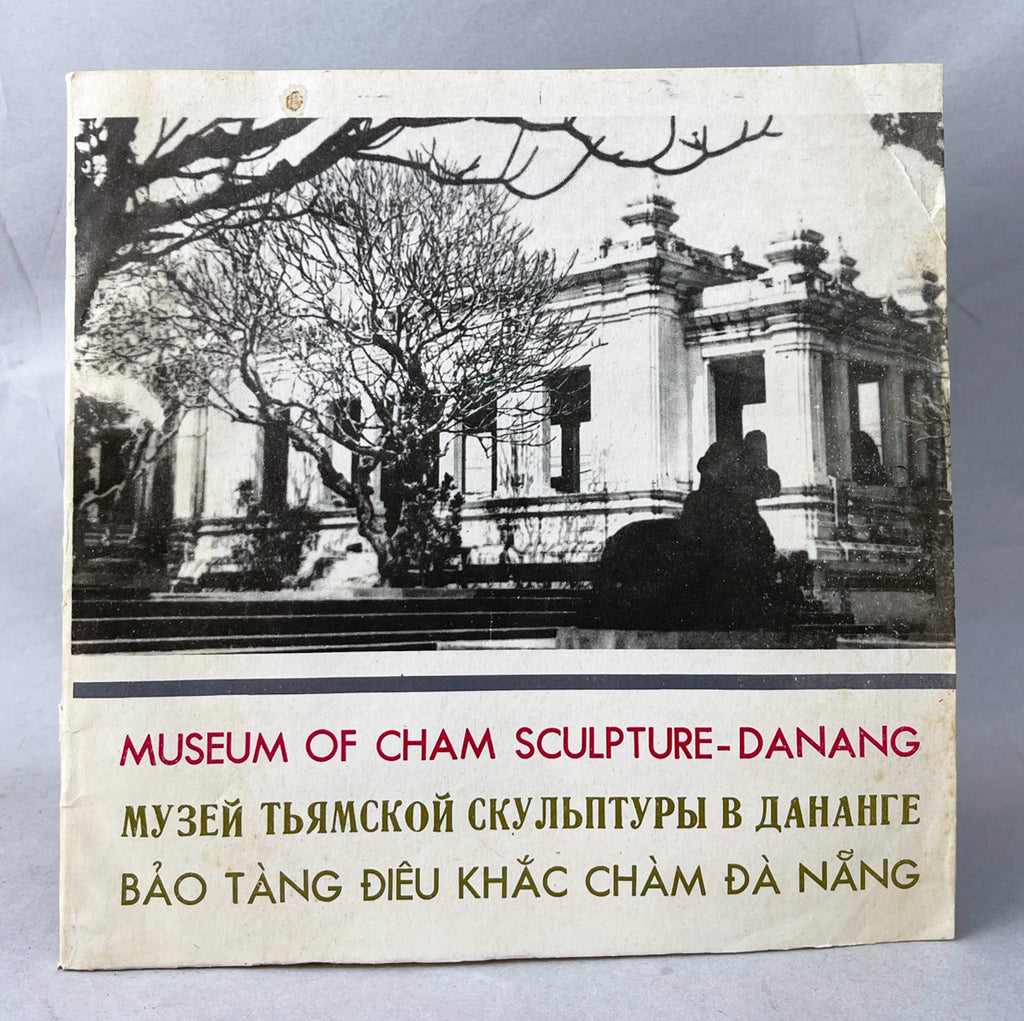 MUSEUM OF CHAM SCULPTURE-DANANG
МУЗЕЙ ТЬЯМСКОЙ СКУЛЬПТУРЫ В ДАНАНГЕ
BẢO TÀNG ĐIÊU KHẮC CHÀM ĐÀ NẴNG